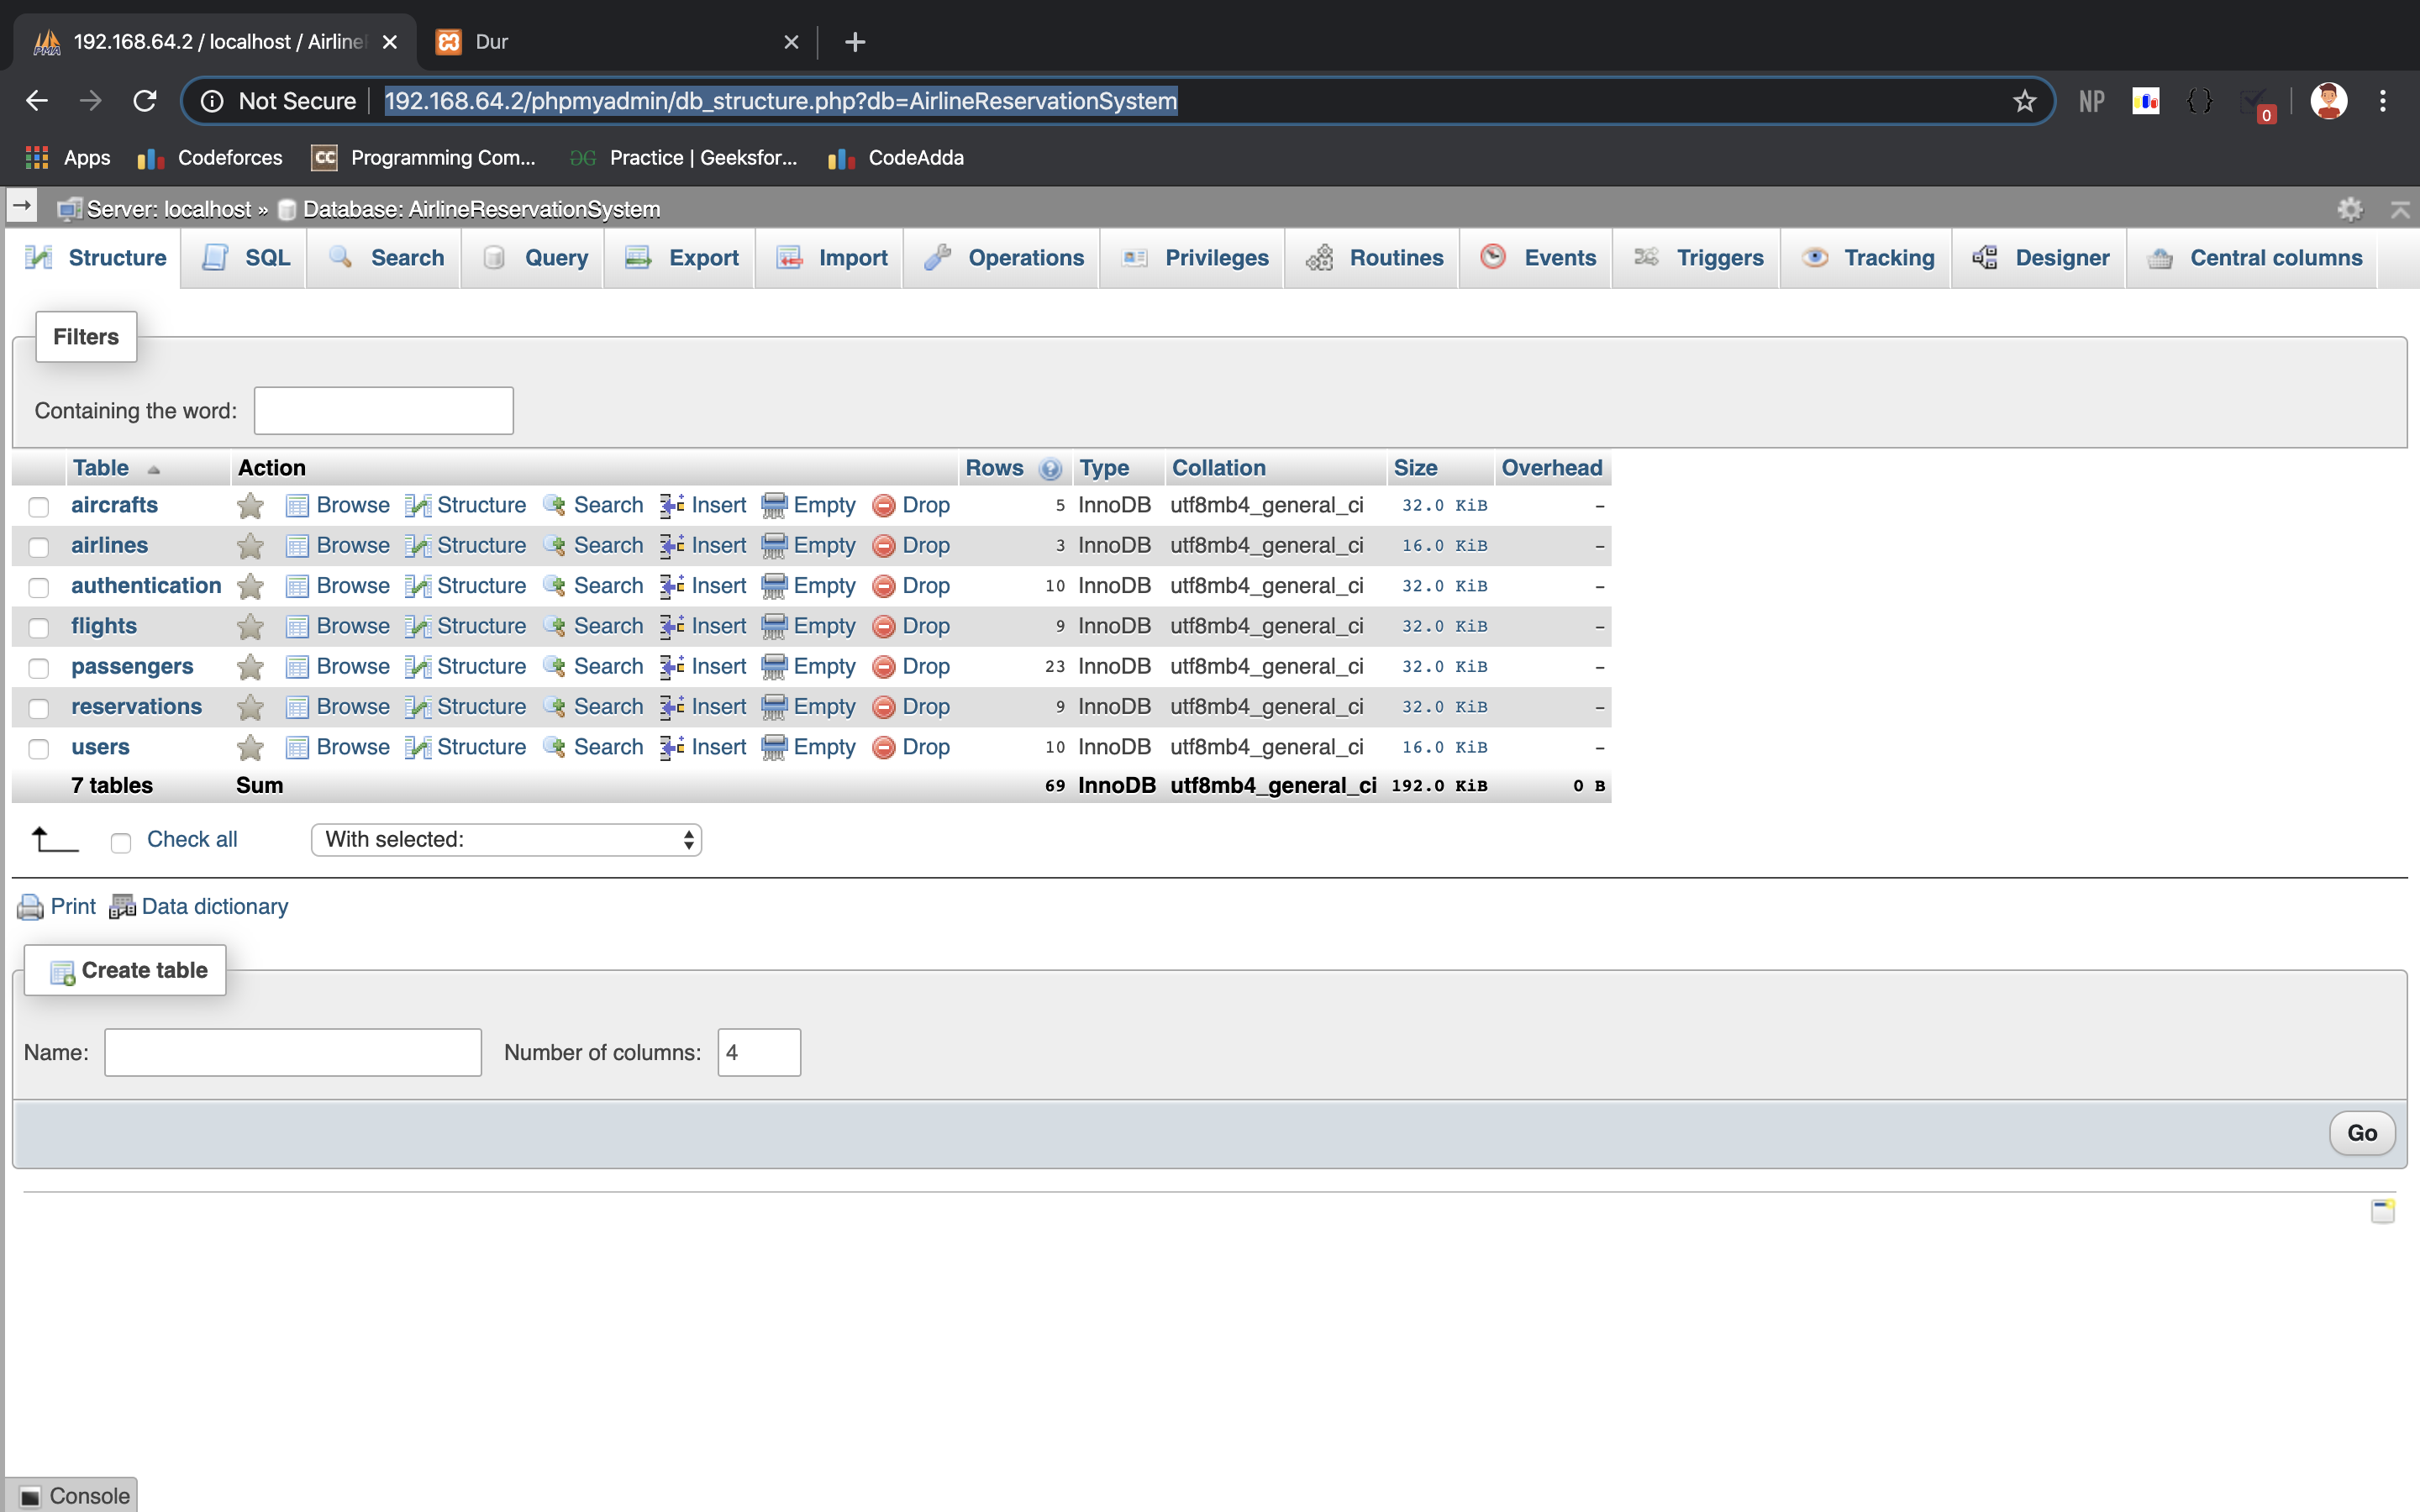 192.168.64.2 / localhost / Airline
Dur
Not Secure 192.168.64.2/phpmyadmin/db_structure.php?db=AirlineReservationSystem
NP
0
Apps Codeforces CC Programming Com... Practice | Geeksfor... CodeAdda
Server: localhost » Database: AirlineReservationSystem
Structure SQL Search Query Export Import Operations Privileges Routines Events Triggers Tracking Designer Central columns
Filters
Containing the word:
Table Action Rows Type Collation Size Overhead
aircrafts Browse Structure Search Insert Empty Drop 5 InnoDB utf8mb4_general_ci 32.0 KiB -
airlines Browse Structure Search Insert Empty Drop 3 InnoDB utf8mb4_general_ci 16.0 KiB -
authentication Browse Structure Search Insert Empty Drop 10 InnoDB utf8mb4_general_ci 32.0 KiB -
flights Browse Structure Search Insert Empty Drop 9 InnoDB utf8mb4_general_ci 32.0 KiB -
passengers Browse Structure Search Insert Empty Drop 23 InnoDB utf8mb4_general_ci 32.0 KiB -
reservations Browse Structure Search Insert Empty Drop 9 InnoDB utf8mb4_general_ci 32.0 KiB -
users Browse Structure Search Insert Empty Drop 10 InnoDB utf8mb4_general_ci 16.0 KiB -
7 tables Sum 69 InnoDB utf8mb4_general_ci 192.0 KiB 0 B
Check all With selected:
Print Data dictionary
Create table
Name: Number of columns: 4
Go
Console